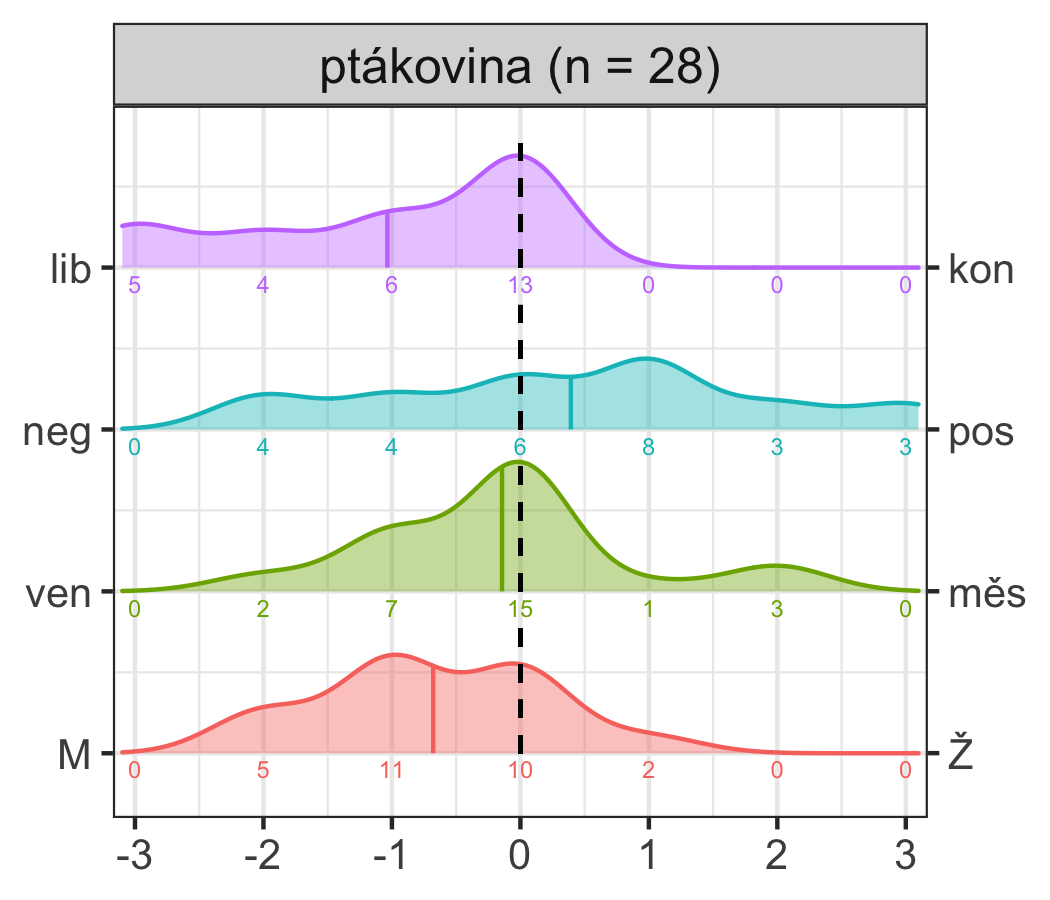 ptákovina (n = 28)
lib kon
5 4 6 13 0 0 0
neg pos
0 4 4 6 8 3 3
ven měs
0 2 7 15 1 3 0
M Ž
0 5 11 10 2 0 0
-3 -2 -1 0 1 2 3